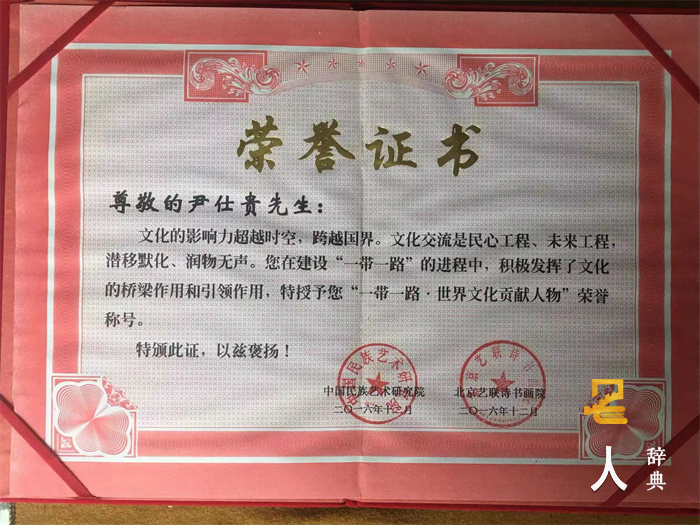 荣誉证书
尊敬的尹仕贵先生：
文化的影响力超越时空，跨越国界。文化交流是民心工程、未来工程，
潜移默化、润物无声。您在建设“一带一路”的进程中，积极发挥了文化
的桥梁作用和引领作用，特授予您“一带一路·世界文化贡献人物”荣誉
称号。
特颁此证，以兹褒扬！
中国民族艺术研究院
北京艺联诗书画院
二〇一六年十二月
二〇一六年十二月
名人辞典